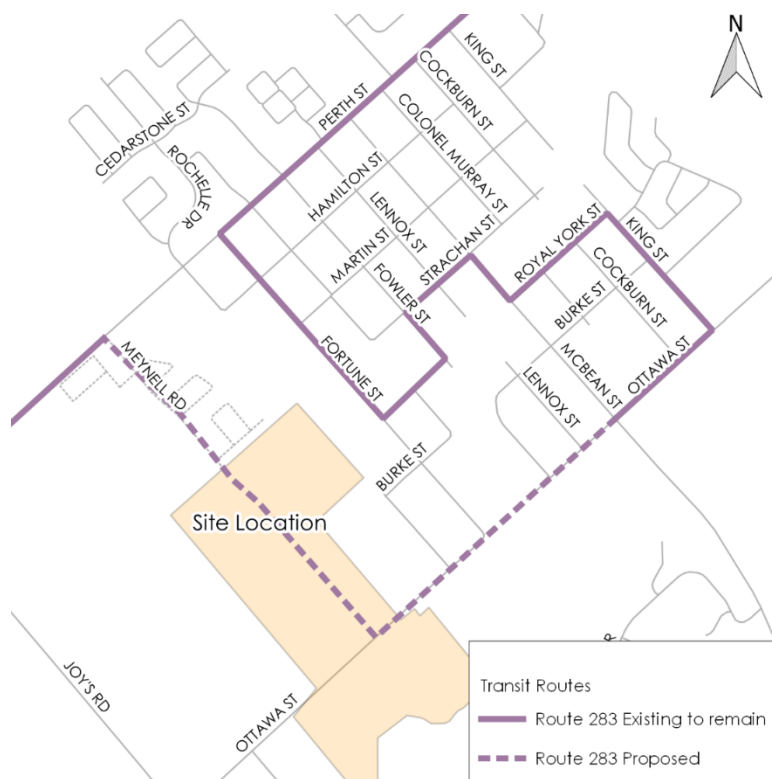 N
KING ST
COCKBURN ST
PERTH ST
COLONEL MURRAY ST
CEDARSTONE ST
ROCHELLE DR
HAMILTON ST
LENNOX ST
STRACHAN ST
MARTIN ST
ROYAL YORK ST
KING ST
FOWLER ST
COCKBURN ST
BURKE ST
MEYNELL RD
FORTUNE ST
MCBEAN ST
OTTAWA ST
LENNOX ST
BURKE ST
Site Location
R
JOY'S RD
OTTAWA ST
Transit Routes
Route 283 Existing to remain
Route 283 Proposed